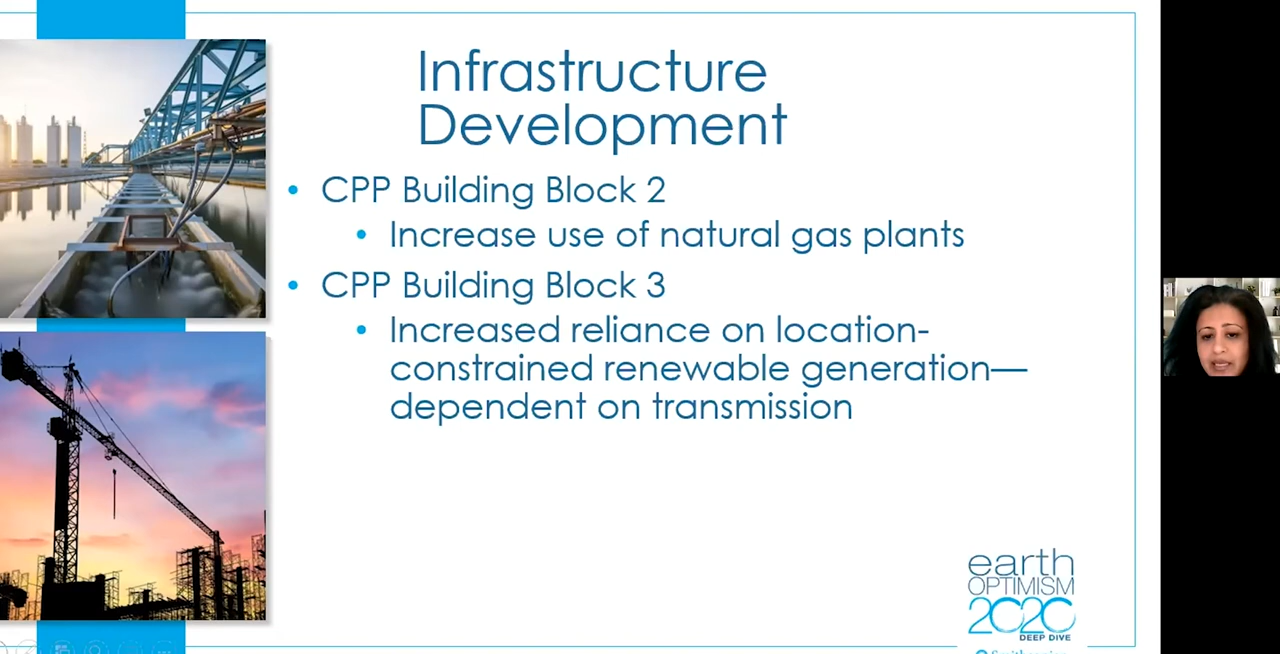 Infrastructure
Development
• CPP Building Block 2
• Increase use of natural gas plants
• CPP Building Block 3
• Increased reliance on location-
constrained renewable generation—
dependent on transmission
earth
OPTIMISM
2020
DEEP DIVE